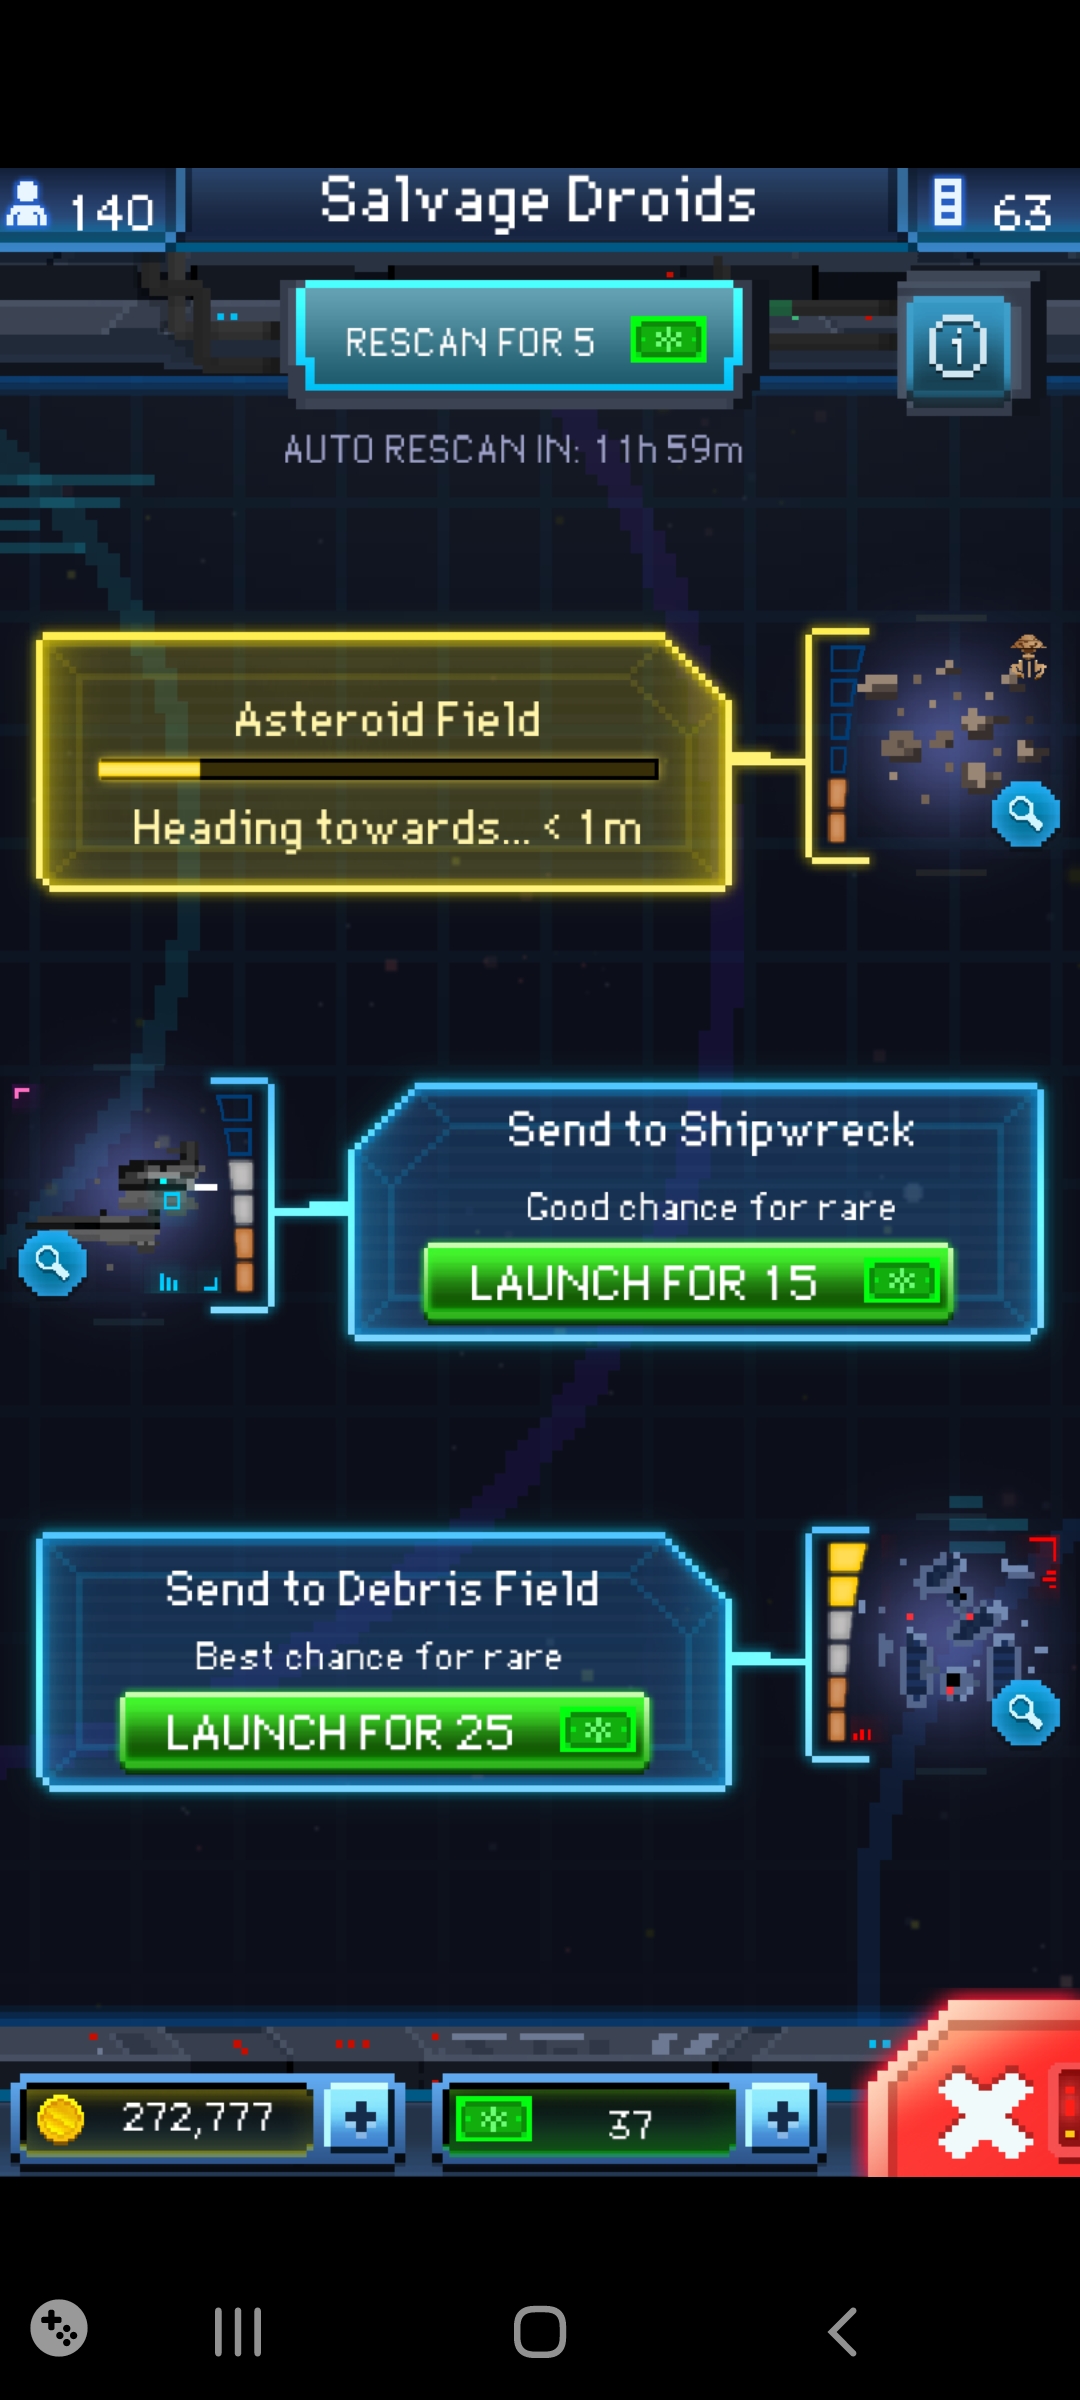 140
Salvage Droids
63
RESCAN FOR 5
i
AUTO RESCAN IN: 11h 59m
Asteroid Field
Heading towards... < 1m
Send to Shipwreck
Good chance for rare
LAUNCH FOR 15
Send to Debris Field
Best chance for rare
LAUNCH FOR 25
272,777
37